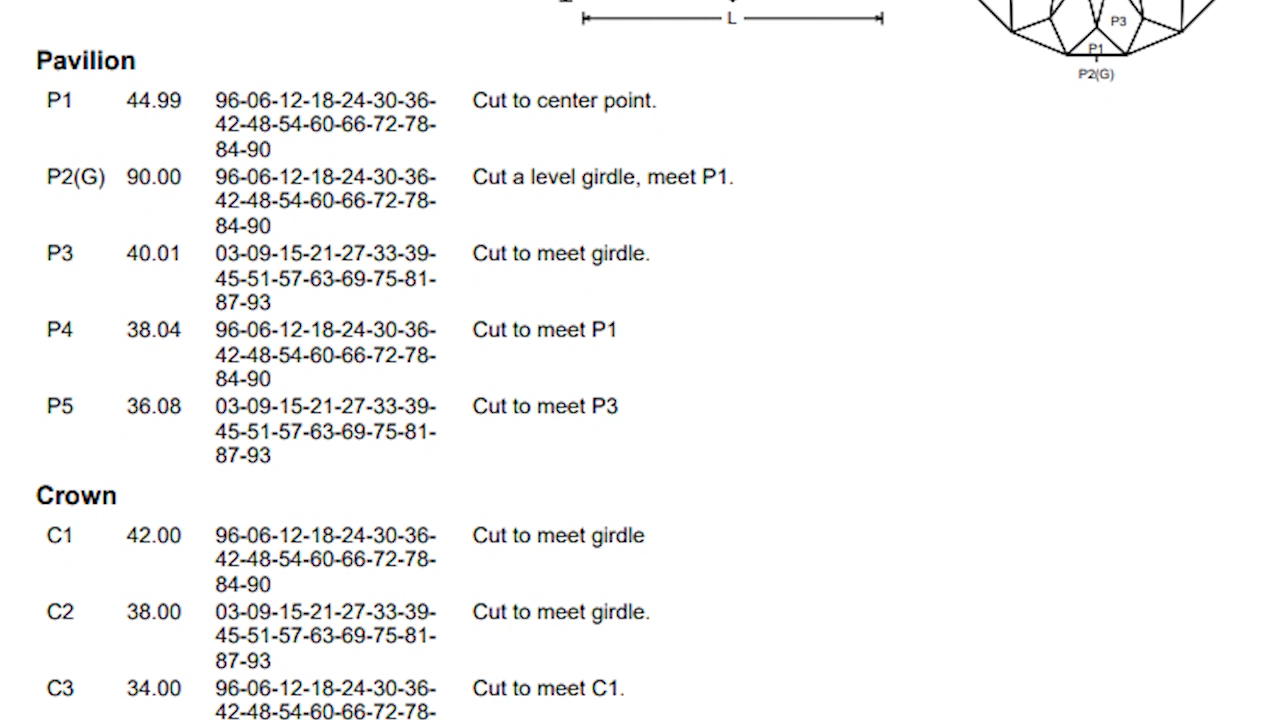 L
P3
P1
P2(G)
Pavilion
P1 44.99 96-06-12-18-24-30-36- Cut to center point.
42-48-54-60-66-72-78-
84-90
P2(G) 90.00 96-06-12-18-24-30-36- Cut a level girdle, meet P1.
42-48-54-60-66-72-78-
84-90
P3 40.01 03-09-15-21-27-33-39- Cut to meet girdle.
45-51-57-63-69-75-81-
87-93
P4 38.04 96-06-12-18-24-30-36- Cut to meet P1
42-48-54-60-66-72-78-
84-90
P5 36.08 03-09-15-21-27-33-39- Cut to meet P3
45-51-57-63-69-75-81-
87-93
Crown
C1 42.00 96-06-12-18-24-30-36- Cut to meet girdle
42-48-54-60-66-72-78-
84-90
C2 38.00 03-09-15-21-27-33-39- Cut to meet girdle.
45-51-57-63-69-75-81-
87-93
C3 34.00 96-06-12-18-24-30-36- Cut to meet C1.
42-48-54-60-66-72-78-